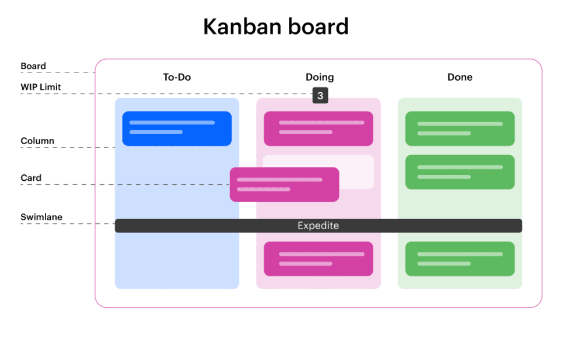 Kanban board
Board
To-Do
Doing
Done
WIP Limit
3
Column
Card
Swimlane
Expedite